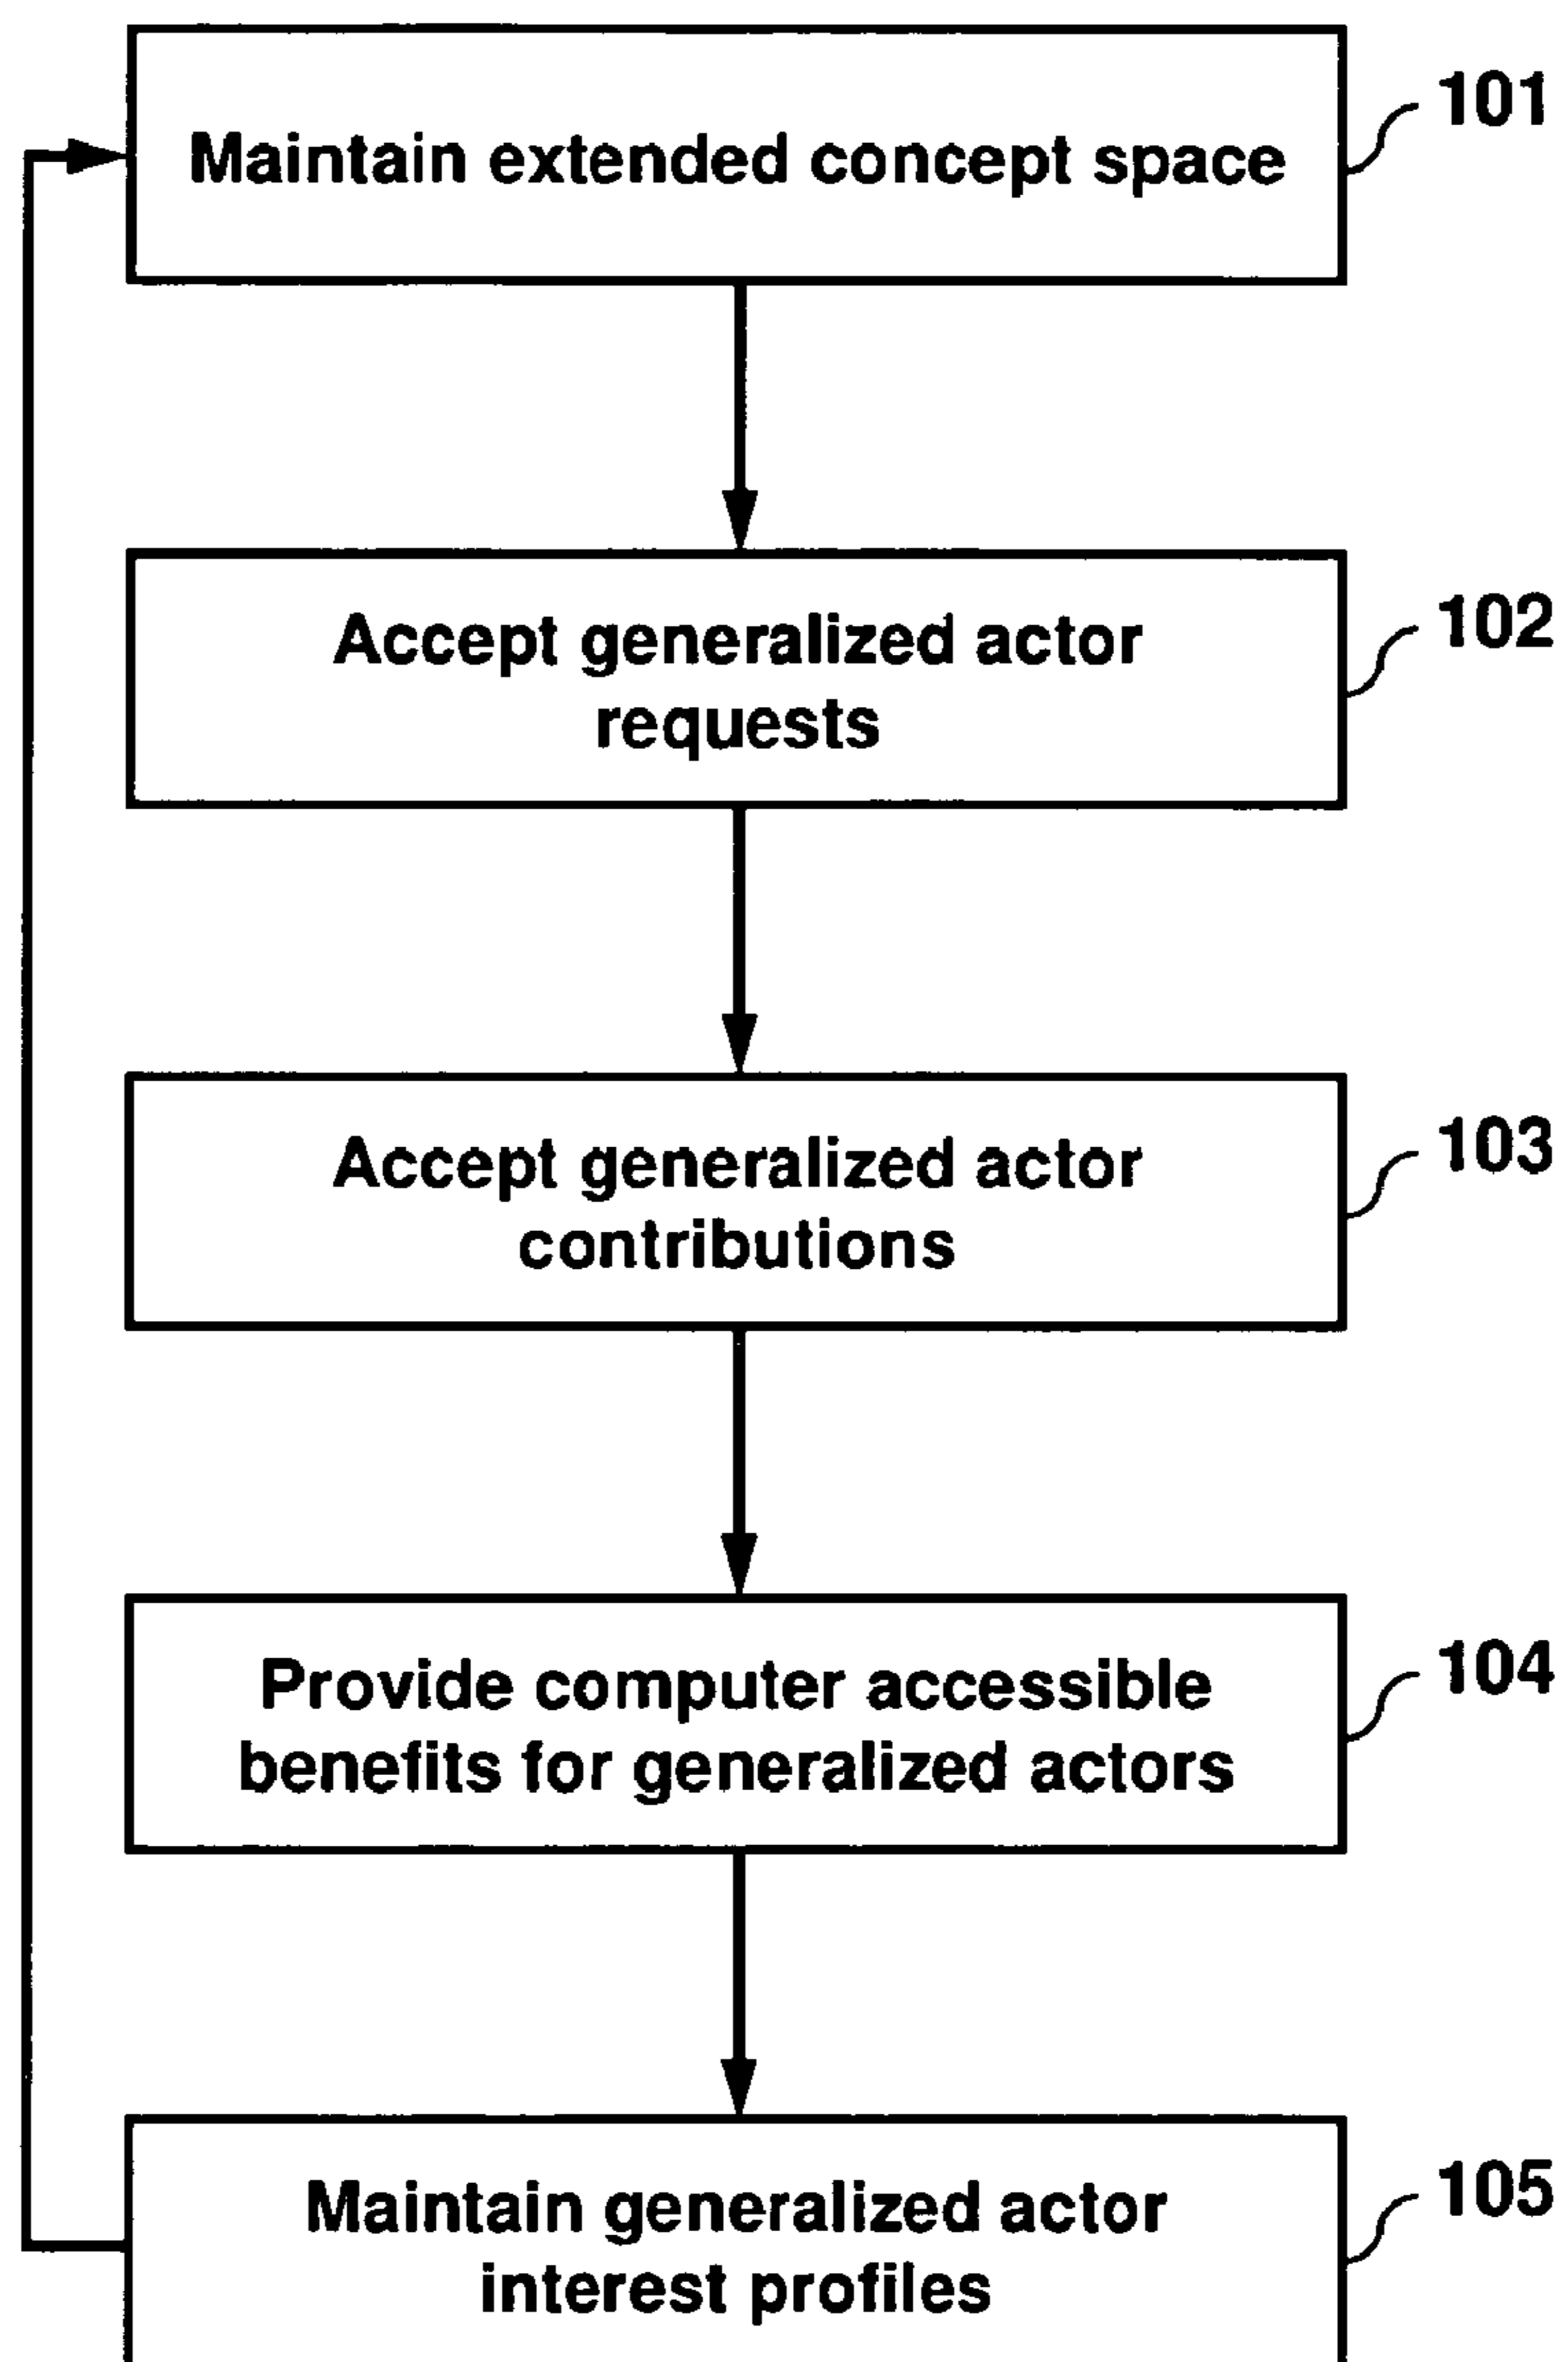 101
Maintain extended concept space
102
Accept generalized actor
requests
103
Accept generalized actor
contributions
104
Provide computer accessible
benefits for generalized actors
105
Maintain generalized actor
interest profiles